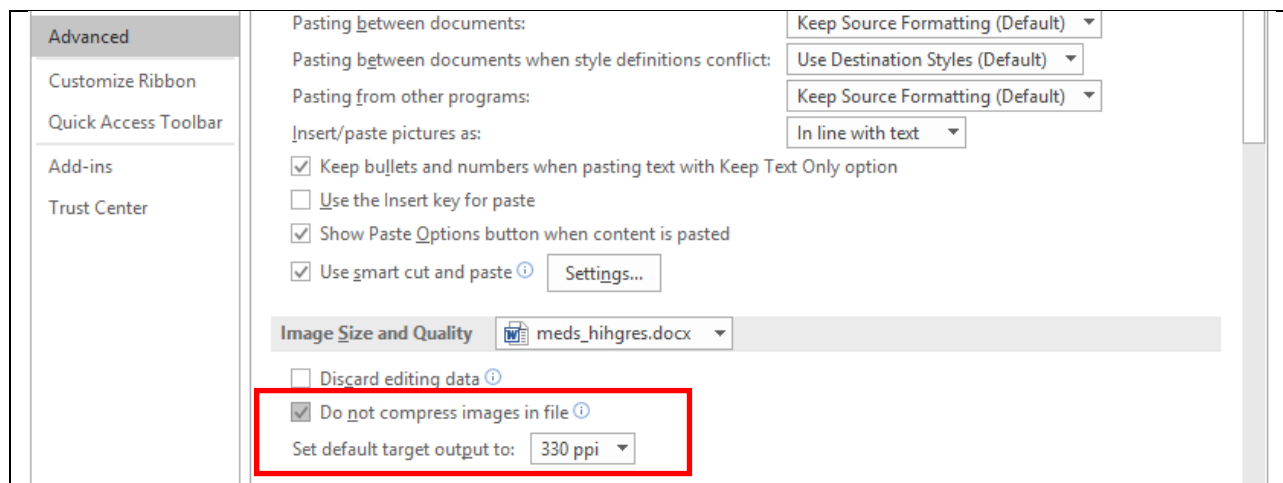 Advanced
Customize Ribbon
Quick Access Toolbar
Add-ins
Trust Center
Pasting between documents: Keep Source Formatting (Default)
Pasting between documents when style definitions conflict: Use Destination Styles (Default)
Pasting from other programs: Keep Source Formatting (Default)
Insert/paste pictures as: In line with text
Keep bullets and numbers when pasting text with Keep Text Only option
Use the Insert key for paste
Show Paste Options button when content is pasted
Use smart cut and paste Settings...
Image Size and Quality meds_hihgres.docx
Discard editing data
Do not compress images in file
Set default target output to: 330 ppi